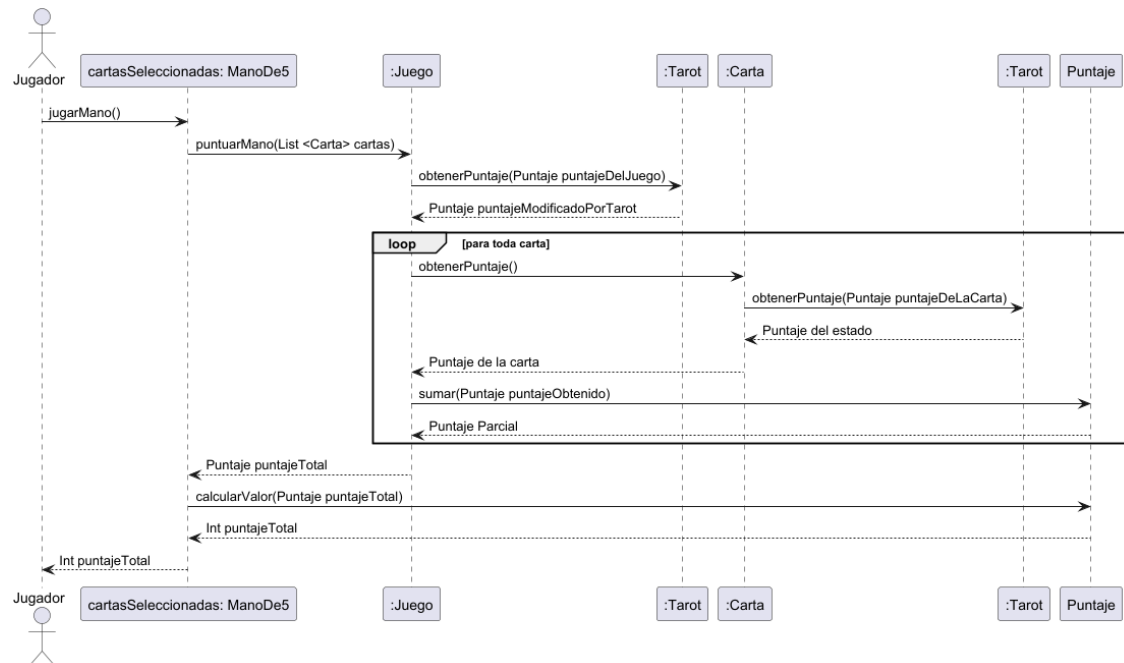 Jugador
cartasSeleccionadas: ManoDe5
:Juego
:Tarot
:Carta
:Tarot
Puntaje
jugarMano()
puntuarMano(List <Carta> cartas)
obtenerPuntaje(Puntaje puntajeDelJuego)
Puntaje puntajeModificadoPorTarot
loop
[para toda carta]
obtenerPuntaje()
obtenerPuntaje(Puntaje puntajeDeLaCarta)
Puntaje del estado
Puntaje de la carta
sumar(Puntaje puntajeObtenido)
Puntaje Parcial
Puntaje puntajeTotal
calcularValor(Puntaje puntajeTotal)
Int puntajeTotal
Int puntajeTotal
Jugador
cartasSeleccionadas: ManoDe5
:Juego
:Tarot
:Carta
:Tarot
Puntaje